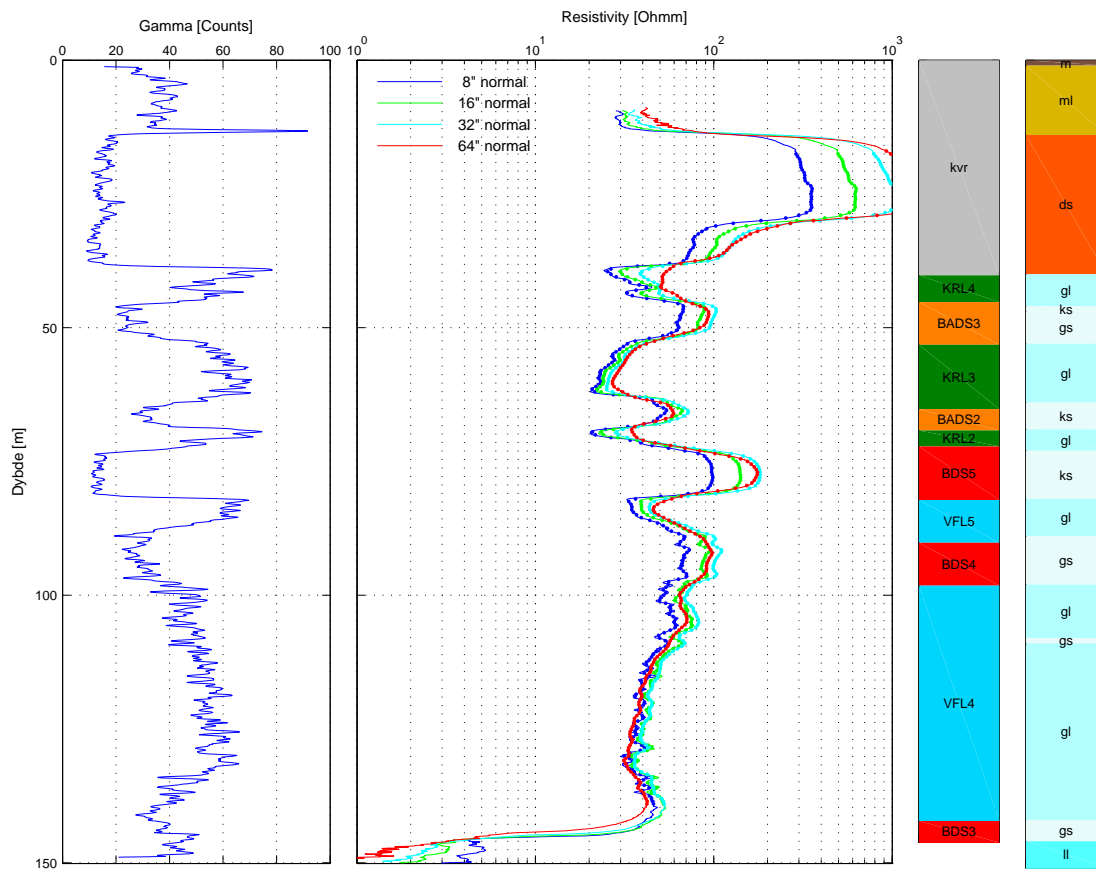 Gamma [Counts]
Resistivity [Ohmm]
0 20 40 60 80 100
10^0 10^1 10^2 10^3
0
50
100
150
Dybde [m]
8" normal
16" normal
32" normal
64" normal
kvr
KRL4
BADS3
KRL3
BADS2
KRL2
BDS5
VFL5
BDS4
VFL4
BDS3
m
ml
ds
gl
ks
gs
gl
ks
gl
ks
gl
gs
gl
gs
gl
gs
ll